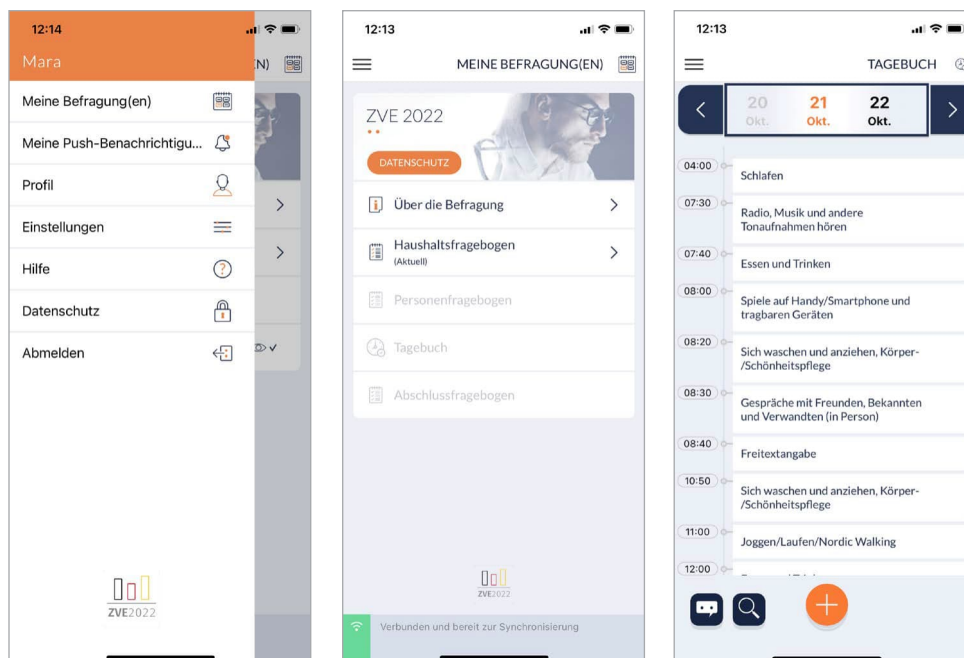 12:14
Mara
Meine Befragung(en)
Meine Push-Benachrichtigu...
Profil
Einstellungen
Hilfe
Datenschutz
Abmelden
ZVE2022
12:13
MEINE BEFRAGUNG(EN)
ZVE 2022
DATENSCHUTZ
Über die Befragung
Haushaltsfragebogen
(Aktuell)
Personenfragebogen
Tagebuch
Abschlussfragebogen
ZVE2022
Verbunden und bereit zur Synchronisierung
12:13
TAGEBUCH
20 21 22
Okt. Okt. Okt.
04:00
Schlafen
07:30
Radio, Musik und andere
Tonaufnahmen hören
07:40
Essen und Trinken
08:00
Spiele auf Handy/Smartphone und
tragbaren Geräten
08:20
Sich waschen und anziehen, Körper-
/Schönheitspflege
08:30
Gespräche mit Freunden, Bekannten
und Verwandten (in Person)
08:40
Freitextangabe
10:50
Sich waschen und anziehen, Körper-
/Schönheitspflege
11:00
Joggen/Laufen/Nordic Walking
12:00